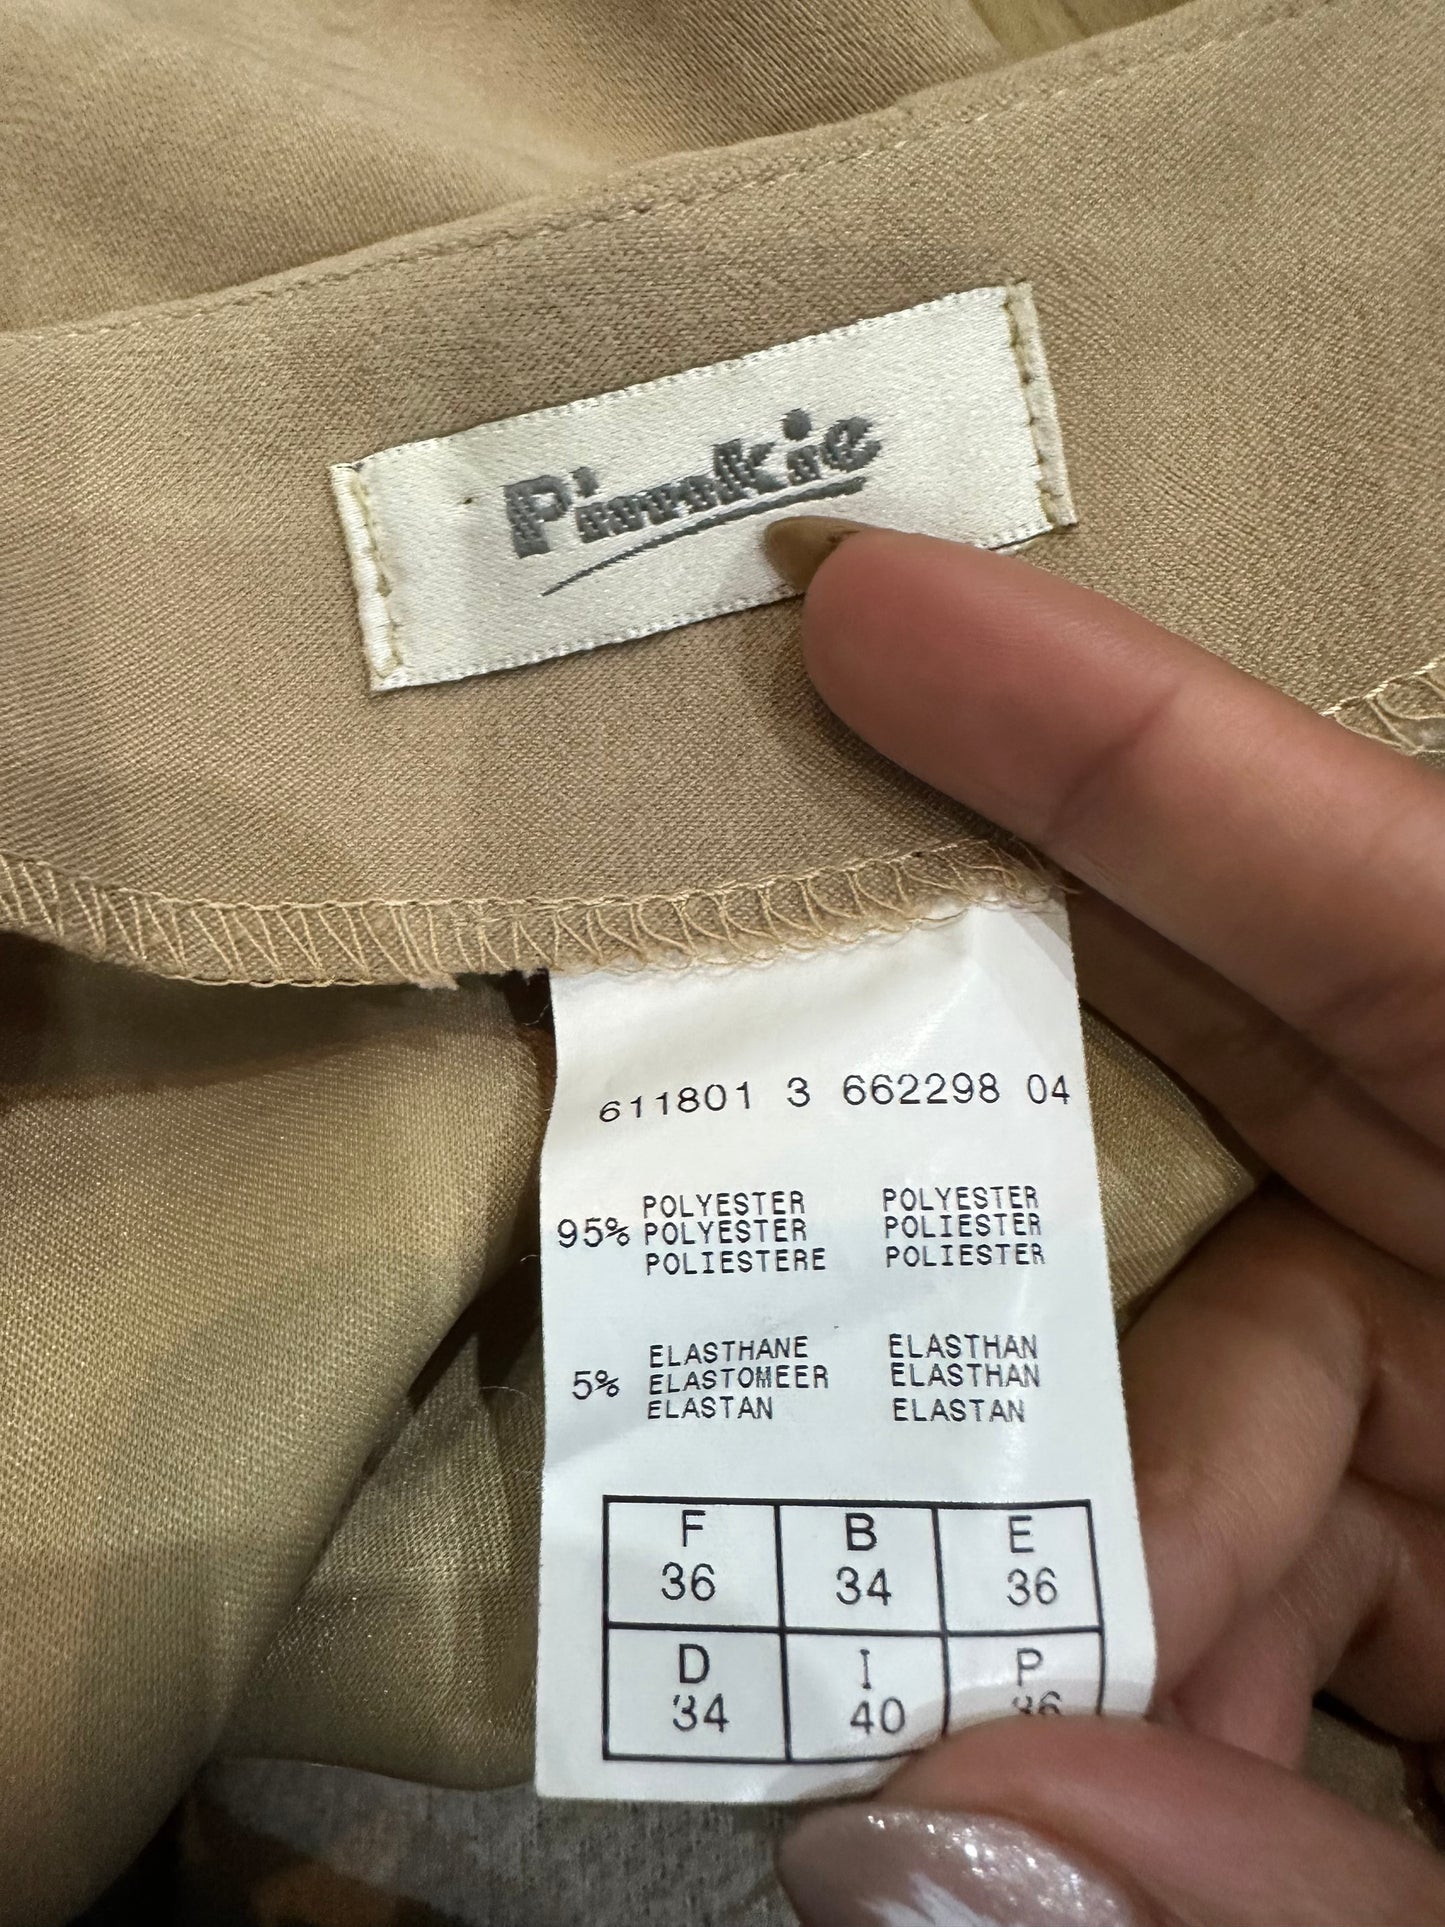 Pimkie
611801 3 662298 04
POLYESTER POLYESTER
95% POLYESTER POLIESTER
POLIESTERE POLIESTER
ELASTHANE ELASTHAN
5% ELASTOMEER ELASTHAN
ELASTAN ELASTAN
F B E
36 34 36
D I P
34 40 36